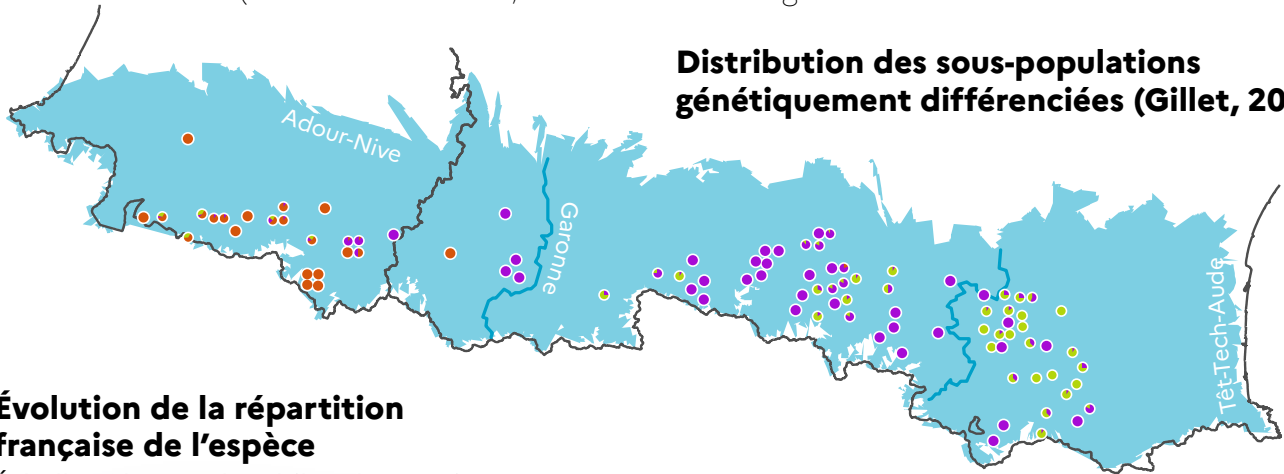 Distribution des sous-populations
génétiquement différenciées (Gillet, 20
Adour-Nive
Garonne
Têt-Tech-Aude
Évolution de la répartition
française de l'espèce